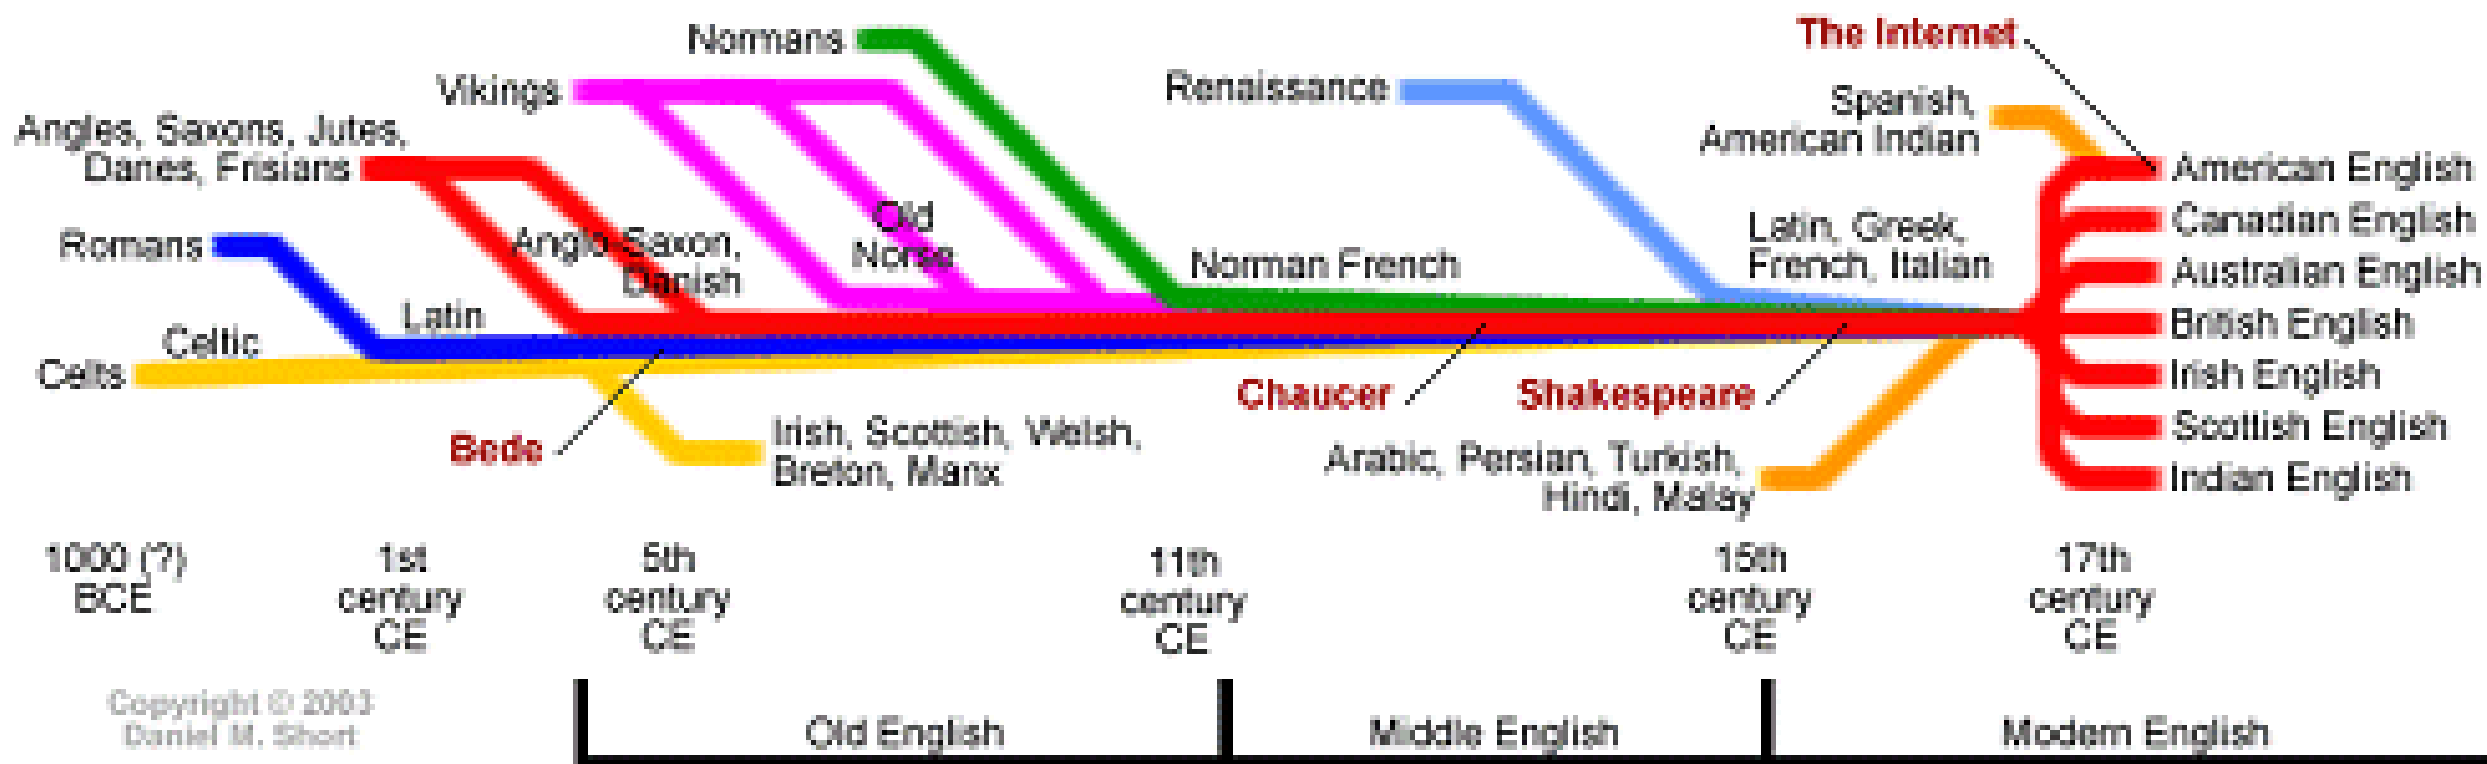 Normans
The Internet
Vikings
Renaissance
Spanish,
American Indian
Angles, Saxons, Jutes,
Danes, Frisians
American English
Canadian English
Old
Norse
Anglo-Saxon,
Danish
Romans
Norman French
Latin, Greek,
French, Italian
Australian English
Latin
British English
Celtic
Celts
Irish English
Chaucer
Shakespeare
Scottish English
Bede
Irish, Scottish, Welsh,
Breton, Manx
Arabic, Persian, Turkish,
Hindi, Malay
Indian English
1000 (?)
BCE
1st
century
CE
5th
century
CE
11th
century
CE
15th
century
CE
17th
century
CE
Copyright © 2003
Daniel M. Short
Old English
Middle English
Modern English